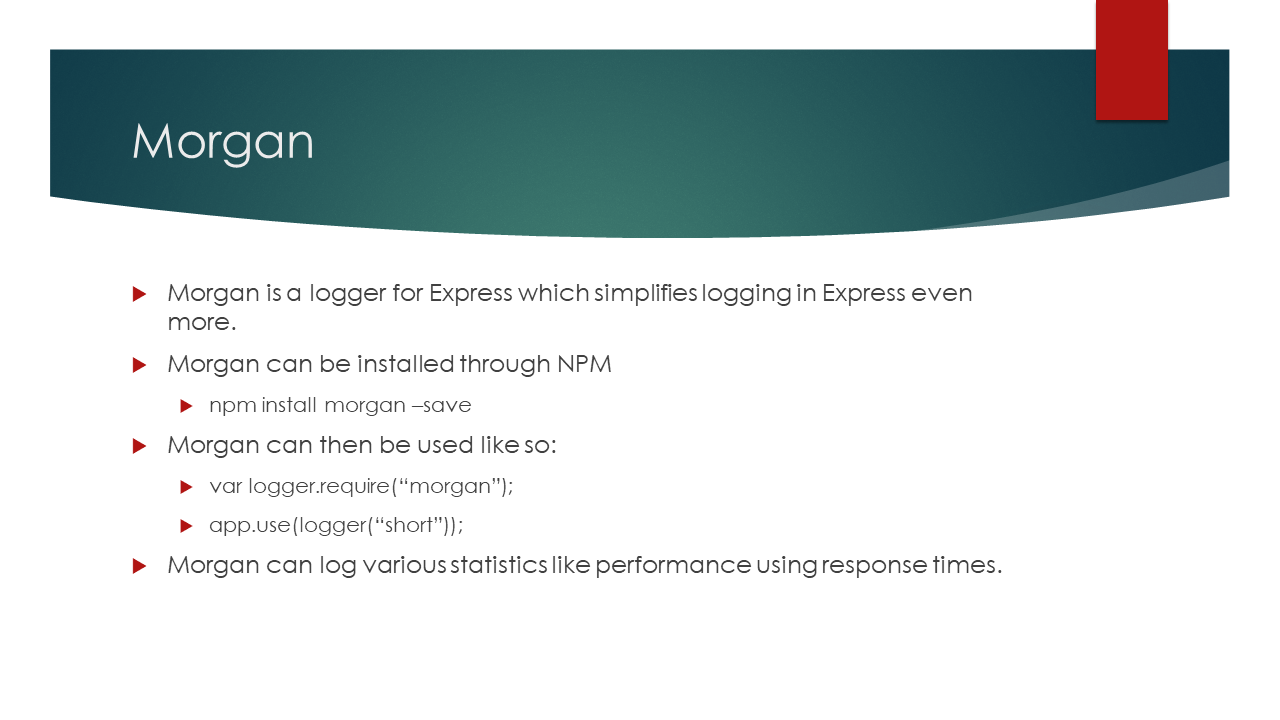 Morgan
Morgan is a logger for Express which simplifies logging in Express even
more.
Morgan can be installed through NPM
npm install morgan –save
Morgan can then be used like so:
var logger.require(“morgan”);
app.use(logger(“short”));
Morgan can log various statistics like performance using response times.